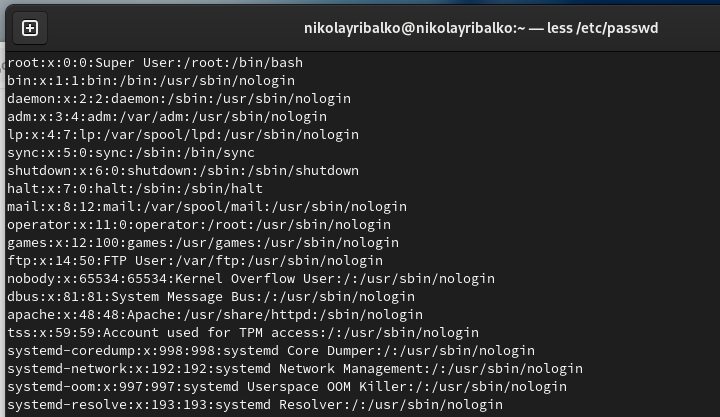 nikolayribalko@nikolayribalko:~ — less /etc/passwd
root:x:0:0:Super User:/root:/bin/bash
bin:x:1:1:bin:/bin:/usr/sbin/nologin
daemon:x:2:2:daemon:/sbin:/usr/sbin/nologin
adm:x:3:4:adm:/var/adm:/usr/sbin/nologin
lp:x:4:7:lp:/var/spool/lpd:/usr/sbin/nologin
sync:x:5:0:sync:/sbin:/bin/sync
shutdown:x:6:0:shutdown:/sbin:/sbin/shutdown
halt:x:7:0:halt:/sbin:/sbin/halt
mail:x:8:12:mail:/var/spool/mail:/usr/sbin/nologin
operator:x:11:0:operator:/root:/usr/sbin/nologin
games:x:12:100:games:/usr/games:/usr/sbin/nologin
ftp:x:14:50:FTP User:/var/ftp:/usr/sbin/nologin
nobody:x:65534:65534:Kernel Overflow User:/:/usr/sbin/nologin
dbus:x:81:81:System Message Bus:/:/usr/sbin/nologin
apache:x:48:48:Apache:/usr/share/httpd:/sbin/nologin
tss:x:59:59:Account used for TPM access:/:/usr/sbin/nologin
systemd-coredump:x:998:998:systemd Core Dumper:/:/usr/sbin/nologin
systemd-network:x:192:192:systemd Network Management:/:/usr/sbin/nologin
systemd-oom:x:997:997:systemd Userspace OOM Killer:/:/usr/sbin/nologin
systemd-resolve:x:193:193:systemd Resolver:/:/usr/sbin/nologin